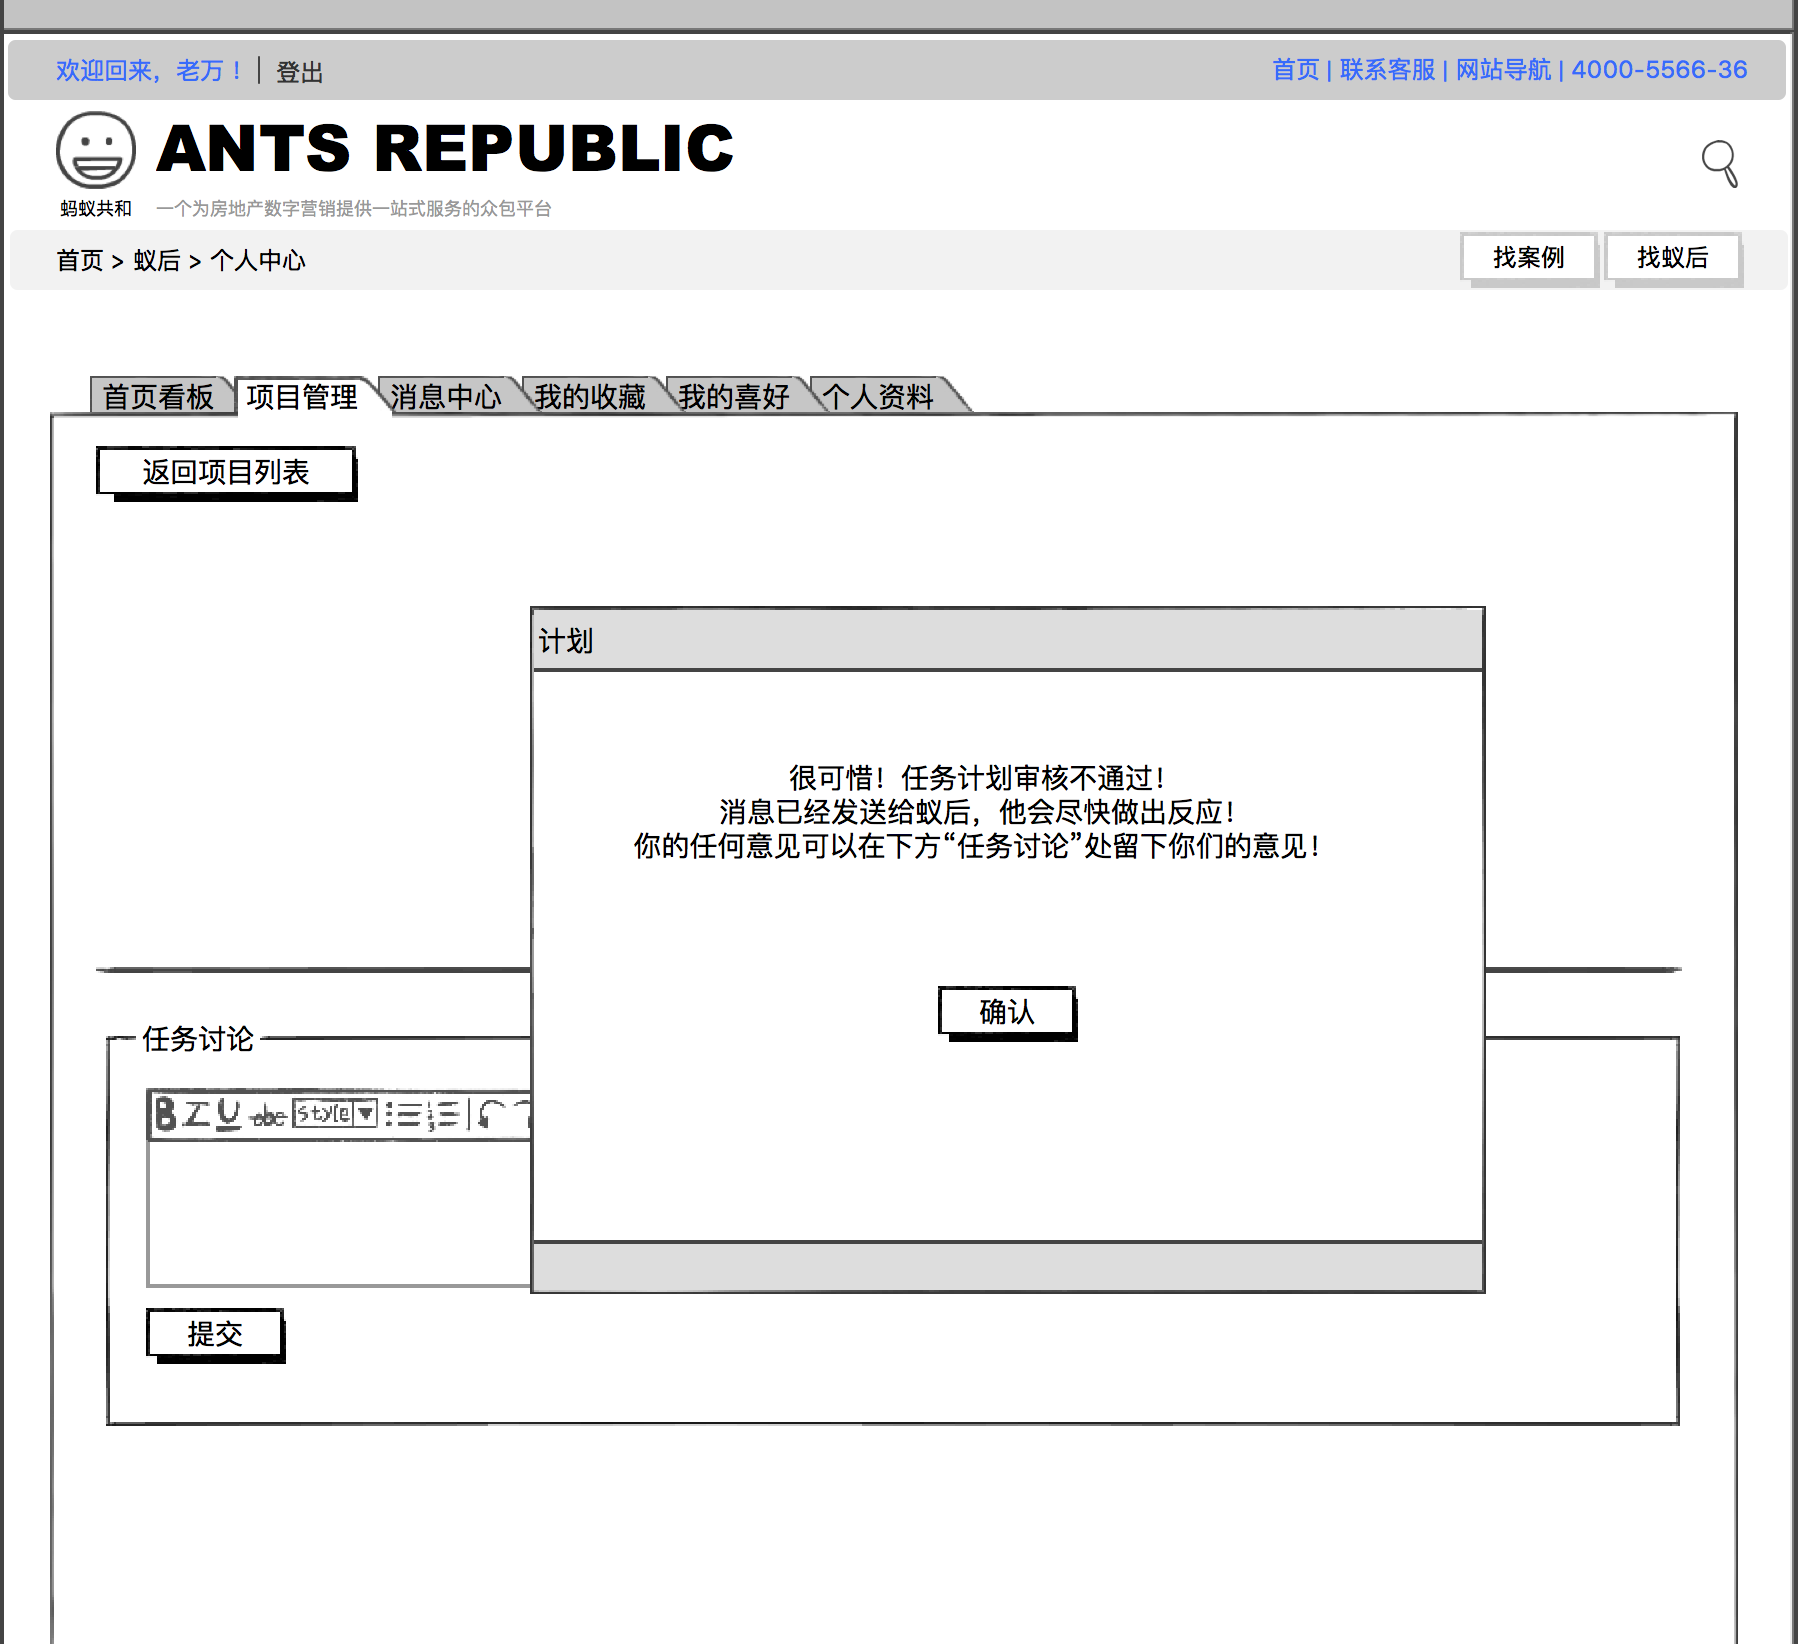 欢迎回来，老万！ | 登出
首页 | 联系客服 | 网站导航 | 4000-5566-36
ANTS REPUBLIC
蚂蚁共和
一个为房地产数字营销提供一站式服务的众包平台
首页 > 蚁后 > 个人中心
找案例
找蚁后
首页看板
项目管理
消息中心
我的收藏
我的喜好
个人资料
返回项目列表
计划
很可惜！任务计划审核不通过！
消息已经发送给蚁后，他会尽快做出反应！
你的任何意见可以在下方“任务讨论”处留下你们的意见！
确认
任务讨论
B I U abc style
提交